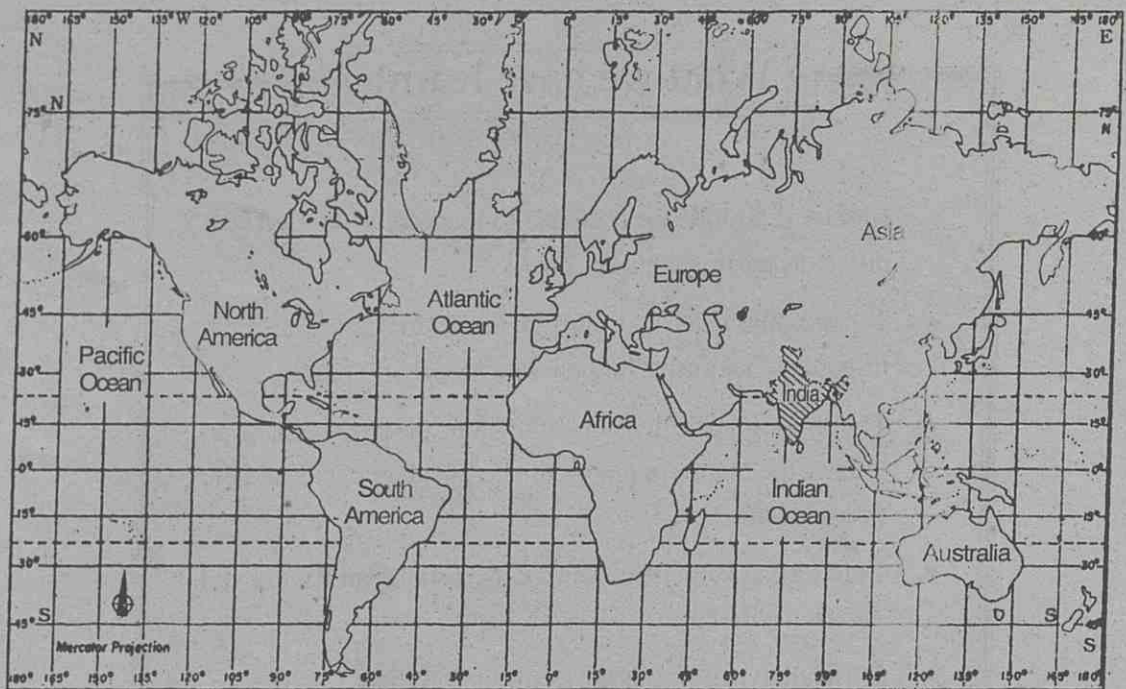 180° 165° 150° 135° W 120° 105° 90° 75° 60° 45° 30° 15° 0° 15° 30° 45° 60° 75° 90° 105° 120° 135° 150° 165° 180°
N E
75° N 75° N
60° Asia 60°
Europe
45° North America Atlantic Ocean 45°
Pacific Ocean
30° 30°
India
15° Africa 15°
0° 0°
South America Indian Ocean
15° 15°
Australia
30° 30°
45° S S 45°
S
Mercator Projection
180° 165° 150° 135° 120° 105° 90° 75° 60° 45° 30° 15° 0° 15° 30° 45° 60° 75° 90° 105° 120° 135° 150° 165° 180°